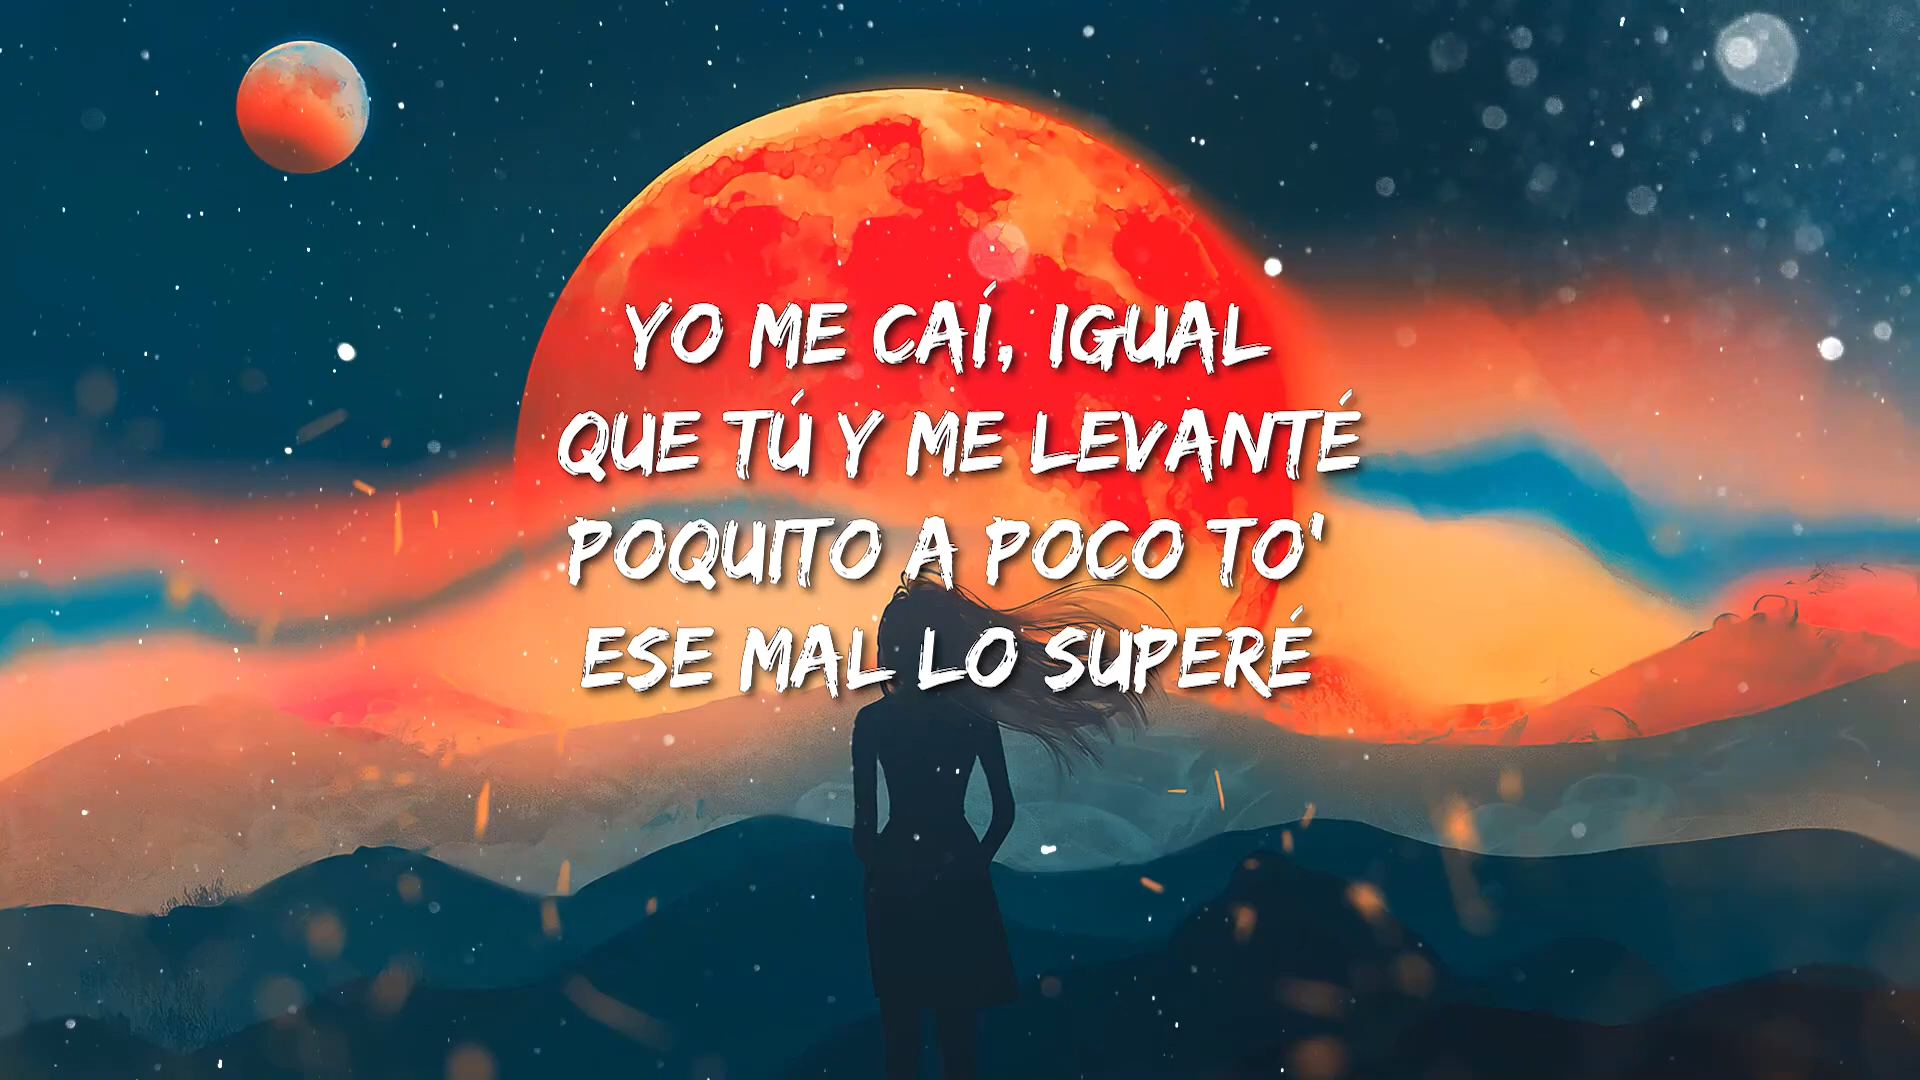 YO ME CAÍ, IGUAL
QUE TÚ Y ME LEVANTÉ
POQUITO A POCO TO'
ESE MAL LO SUPERÉ